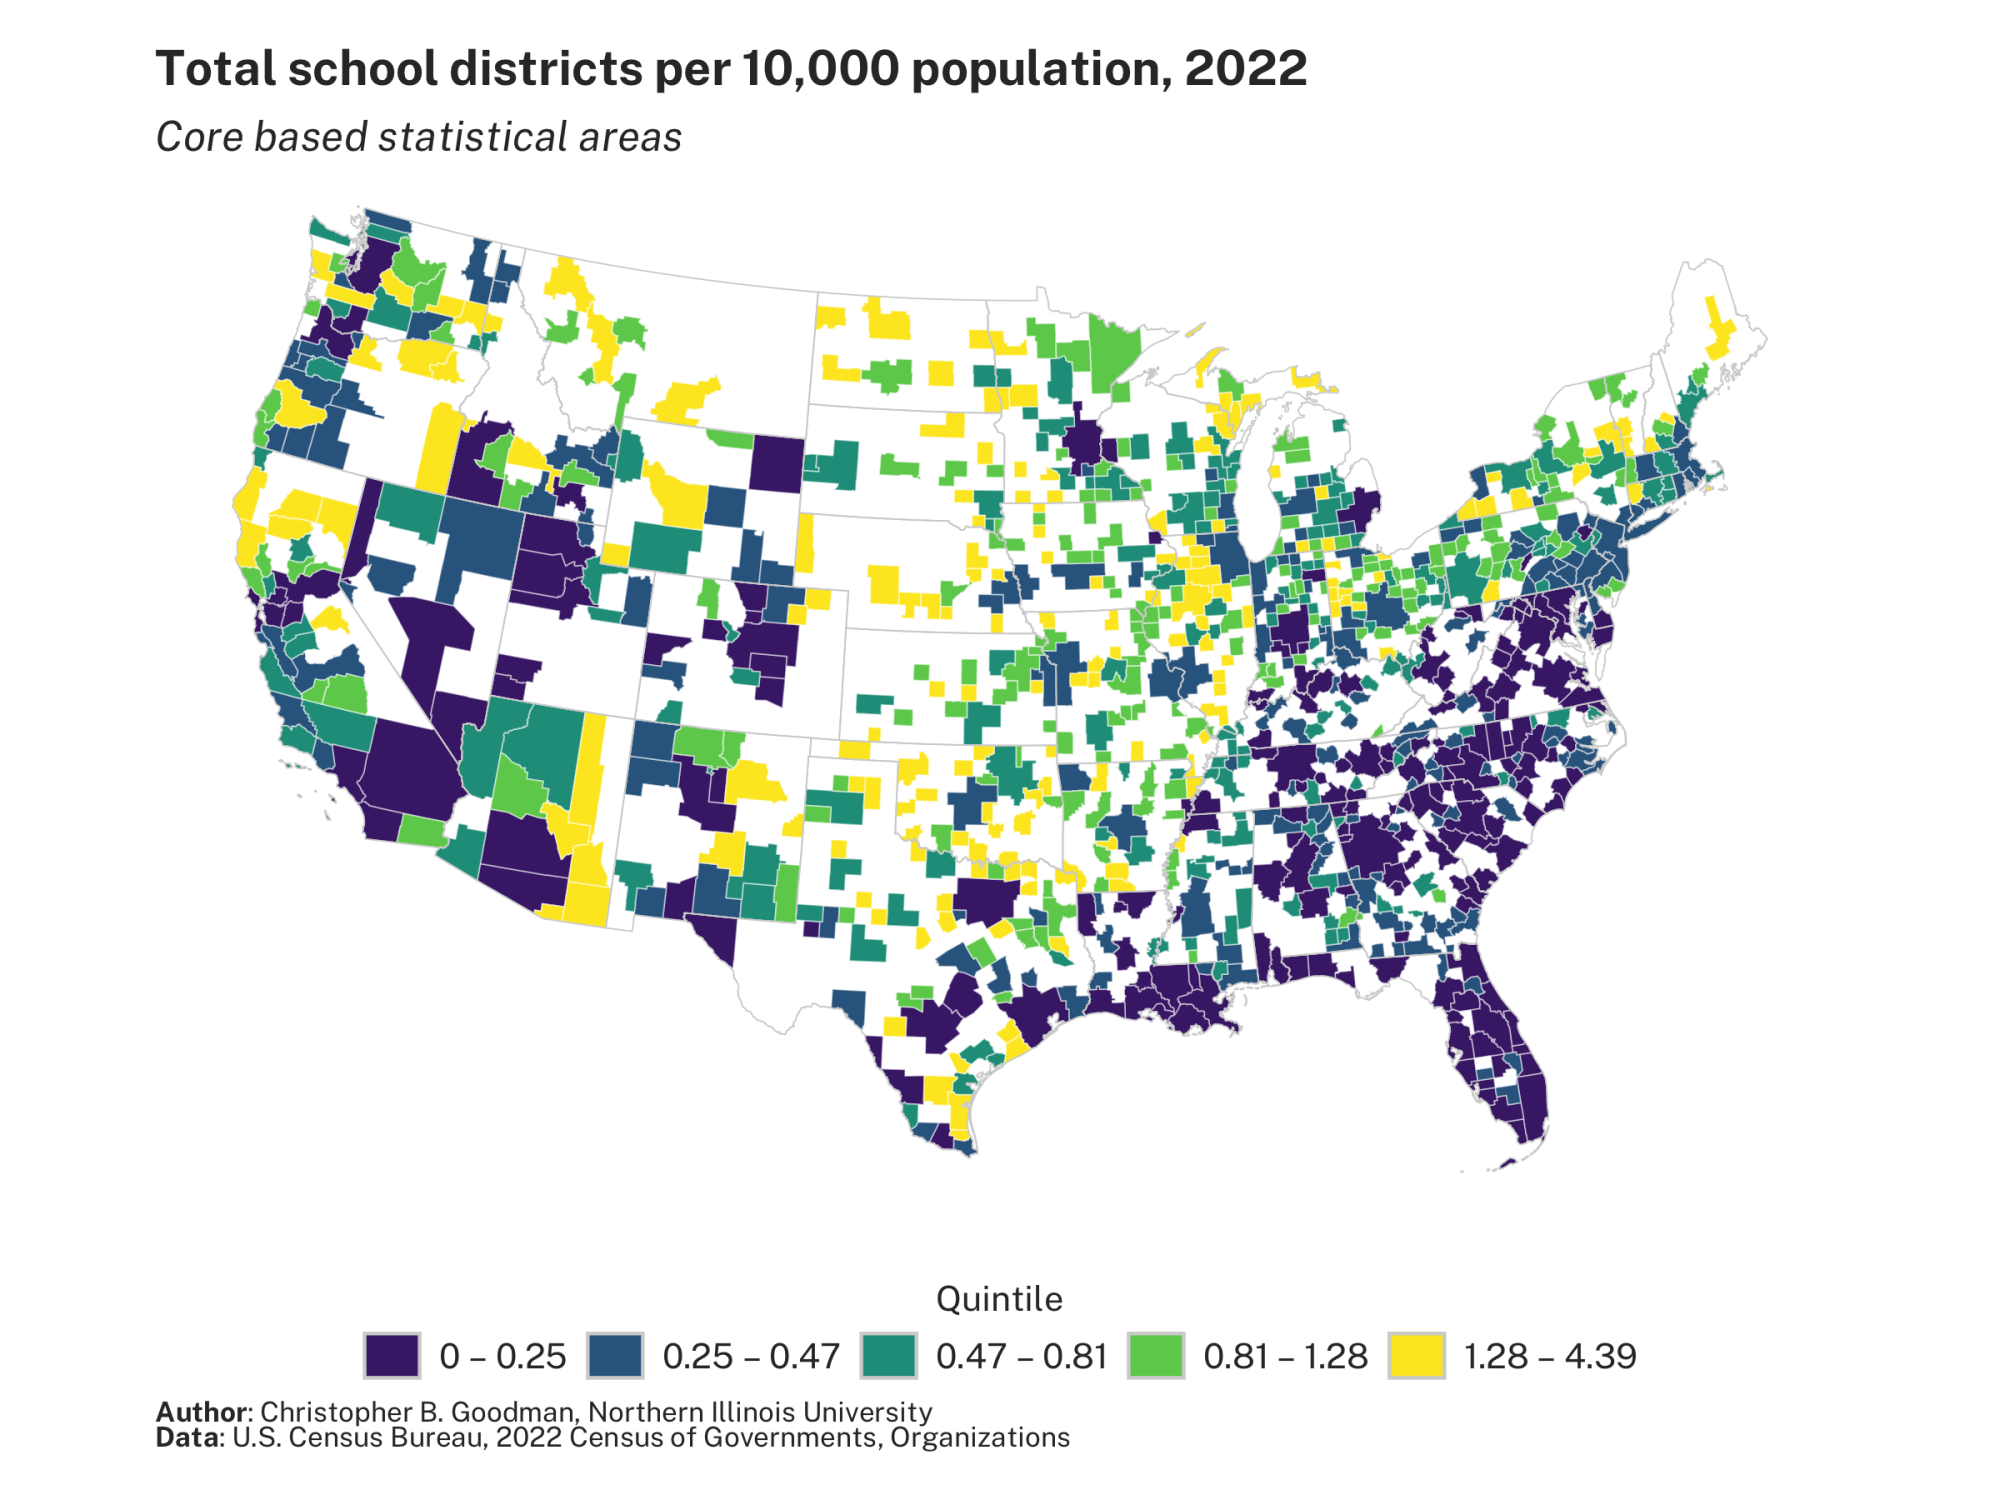 Total school districts per 10,000 population, 2022
Core based statistical areas
Quintile
0 – 0.25
0.25 – 0.47
0.47 – 0.81
0.81 – 1.28
1.28 – 4.39
Author: Christopher B. Goodman, Northern Illinois University
Data: U.S. Census Bureau, 2022 Census of Governments, Organizations